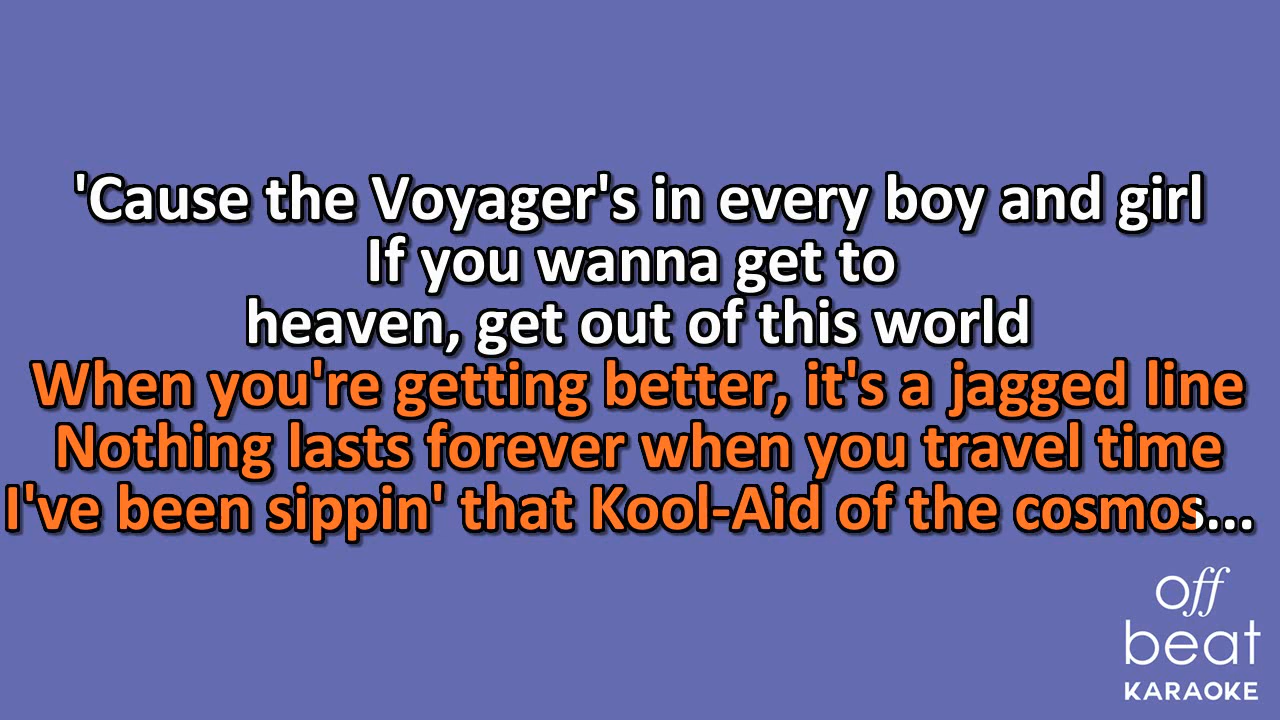 'Cause the Voyager's in every boy and girl
If you wanna get to
heaven, get out of this world
When you're getting better, it's a jagged line
Nothing lasts forever when you travel time
I've been sippin' that Kool-Aid of the cosmos...
off
beat
KARAOKE